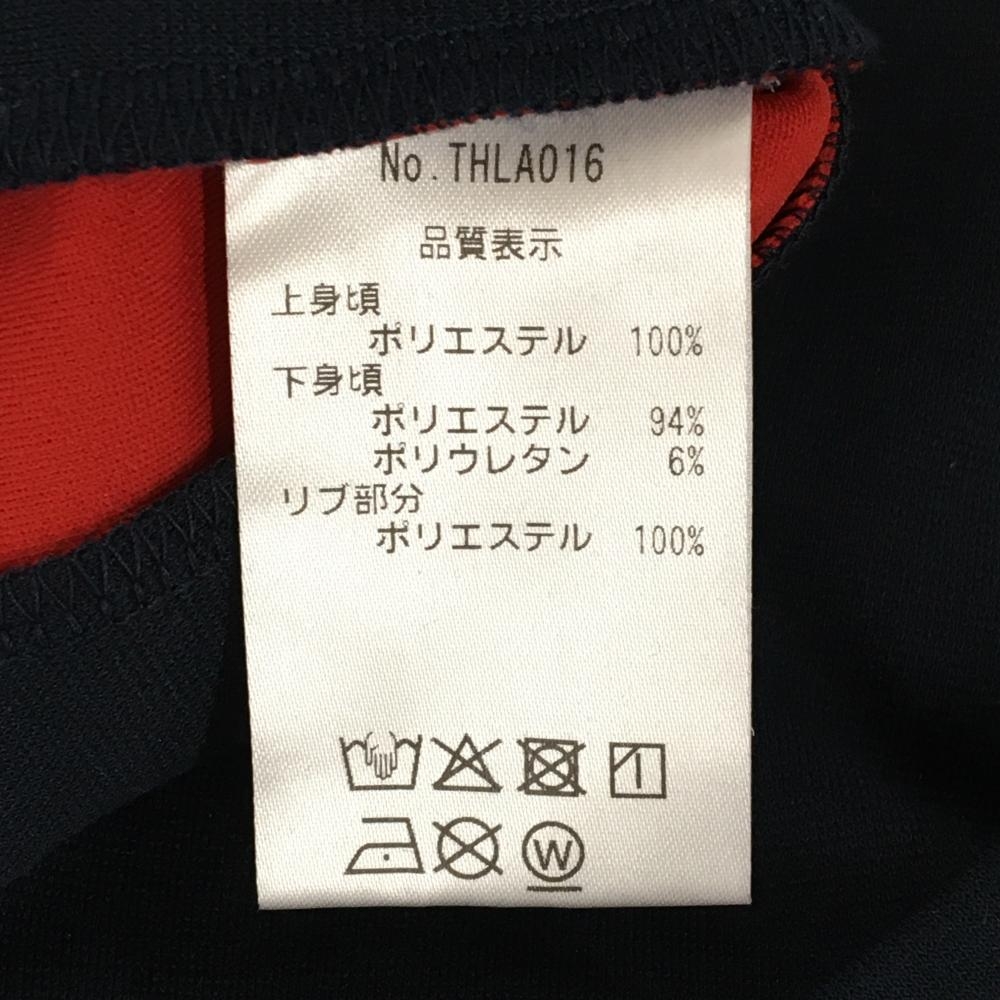 No.THLA016
品質表示
上身頃
ポリエステル 100%
下身頃
ポリエステル 94%
ポリウレタン 6%
リブ部分
ポリエステル 100%
W